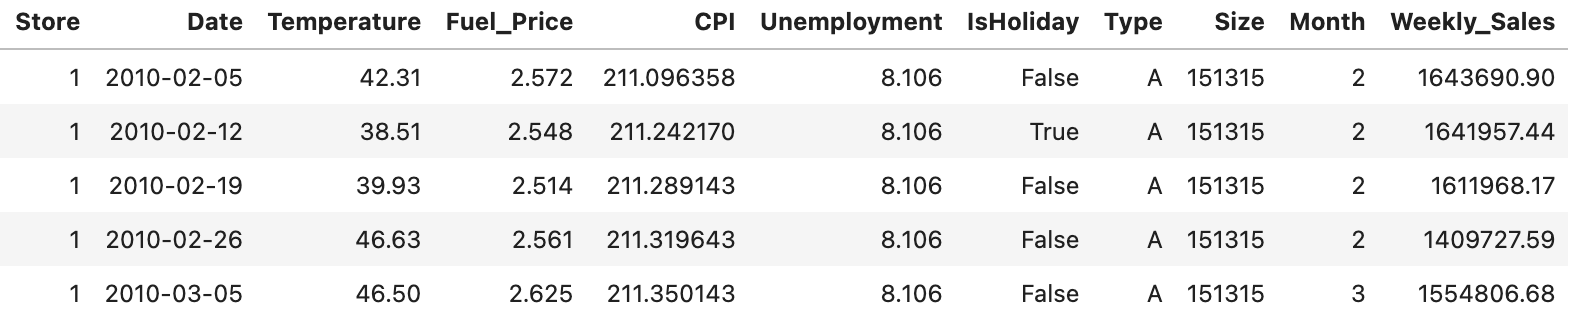 Store Date Temperature Fuel_Price CPI Unemployment IsHoliday Type Size Month Weekly_Sales
1 2010-02-05 42.31 2.572 211.096358 8.106 False A 151315 2 1643690.90
1 2010-02-12 38.51 2.548 211.242170 8.106 True A 151315 2 1641957.44
1 2010-02-19 39.93 2.514 211.289143 8.106 False A 151315 2 1611968.17
1 2010-02-26 46.63 2.561 211.319643 8.106 False A 151315 2 1409727.59
1 2010-03-05 46.50 2.625 211.350143 8.106 False A 151315 3 1554806.68